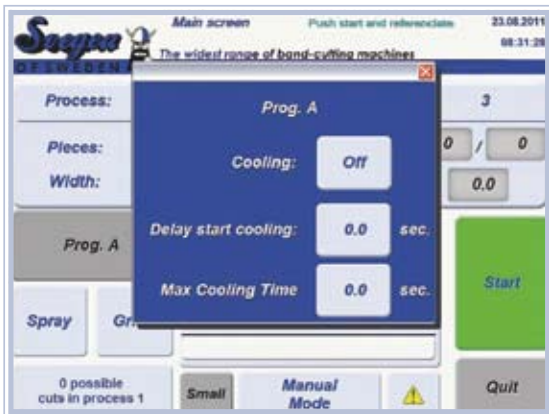 Main screen
Push start and referenciate
23.08.2011
08:31:28
Svepea
OF SWEDEN
The widest range of band-cutting machines
Process:
3
Prog. A
Pieces:
0 / 0
Cooling:
Off
Width:
0.0
Delay start cooling:
0.0
sec.
Prog. A
Max Cooling Time
0.0
sec.
Start
Spray
Gr
0 possible
cuts in process 1
Small
Manual
Mode
Quit